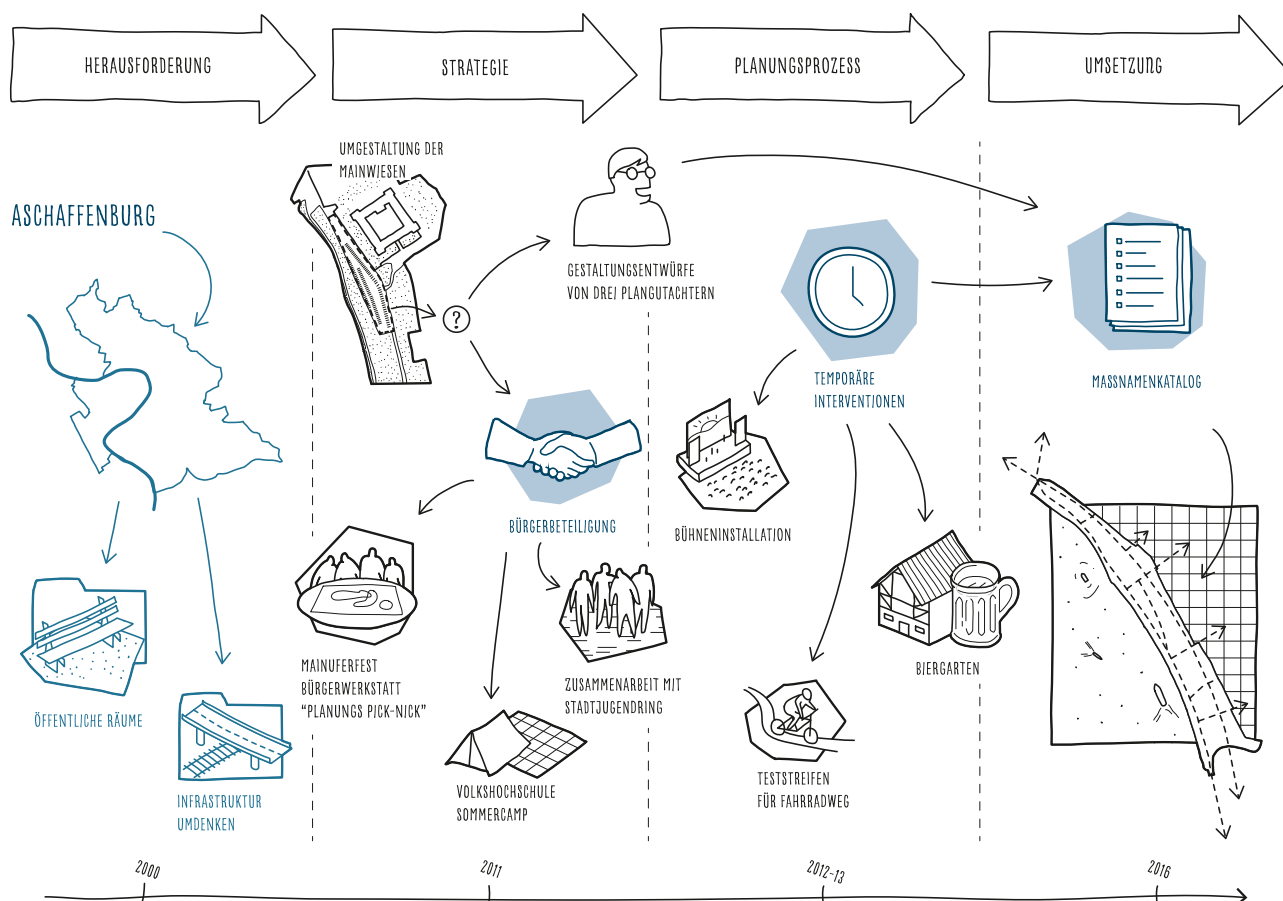 HERAUSFORDERUNG
STRATEGIE
PLANUNGSPROZESS
UMSETZUNG
ASCHAFFENBURG
ÖFFENTLICHE RÄUME
INFRASTRUKTUR
UMDENKEN
UMGESTALTUNG DER
MAINWIESEN
?
GESTALTUNGSENTWÜRFE
VON DREI PLANGUTACHTERN
BÜRGERBETEILIGUNG
MAINUFERFEST
BÜRGERWERKSTATT
"PLANUNGS PICK-NICK"
ZUSAMMENARBEIT MIT
STADTJUGENDRING
VOLKSHOCHSCHULE
SOMMERCAMP
TEMPORÄRE
INTERVENTIONEN
BÜHNENINSTALLATION
BIERGARTEN
TESTSTREIFEN
FÜR FAHRRADWEG
MASSNAMENKATALOG
2000
2011
2012-13
2016